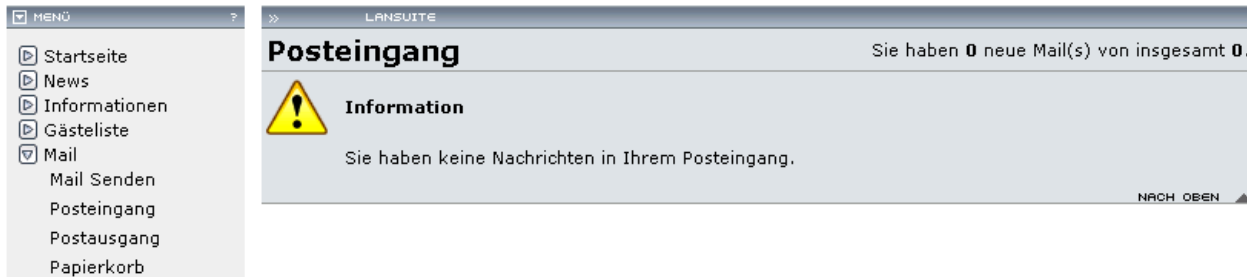 MENÜ ?
Startseite
News
Informationen
Gästeliste
Mail
Mail Senden
Posteingang
Postausgang
Papierkorb
» LANSUITE
Posteingang
Sie haben 0 neue Mail(s) von insgesamt 0.
Information
Sie haben keine Nachrichten in Ihrem Posteingang.
NACH OBEN